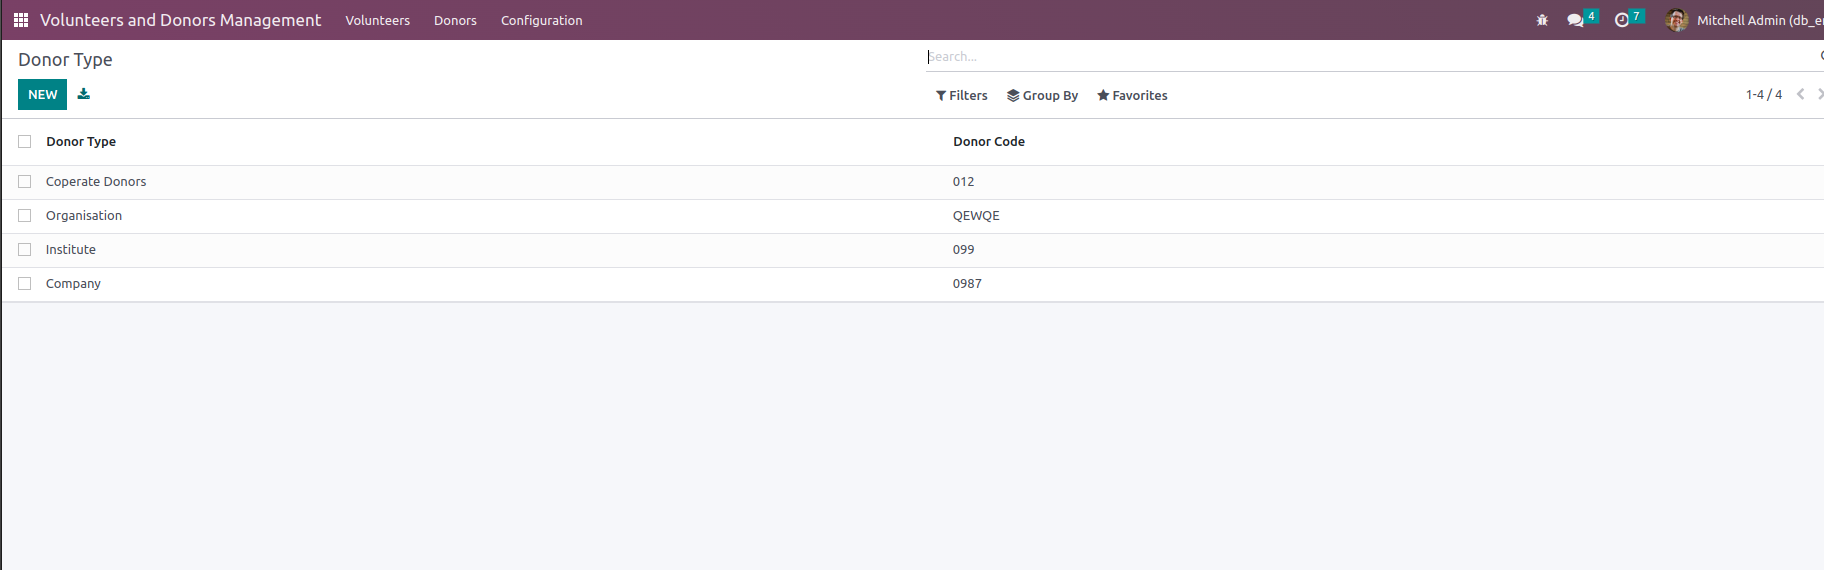 Volunteers and Donors Management Volunteers Donors Configuration 4 7 Mitchell Admin (db_e
Donor Type Search...
NEW Filters Group By Favorites 1-4 / 4
Donor Type Donor Code
Coperate Donors 012
Organisation QEWQE
Institute 099
Company 0987